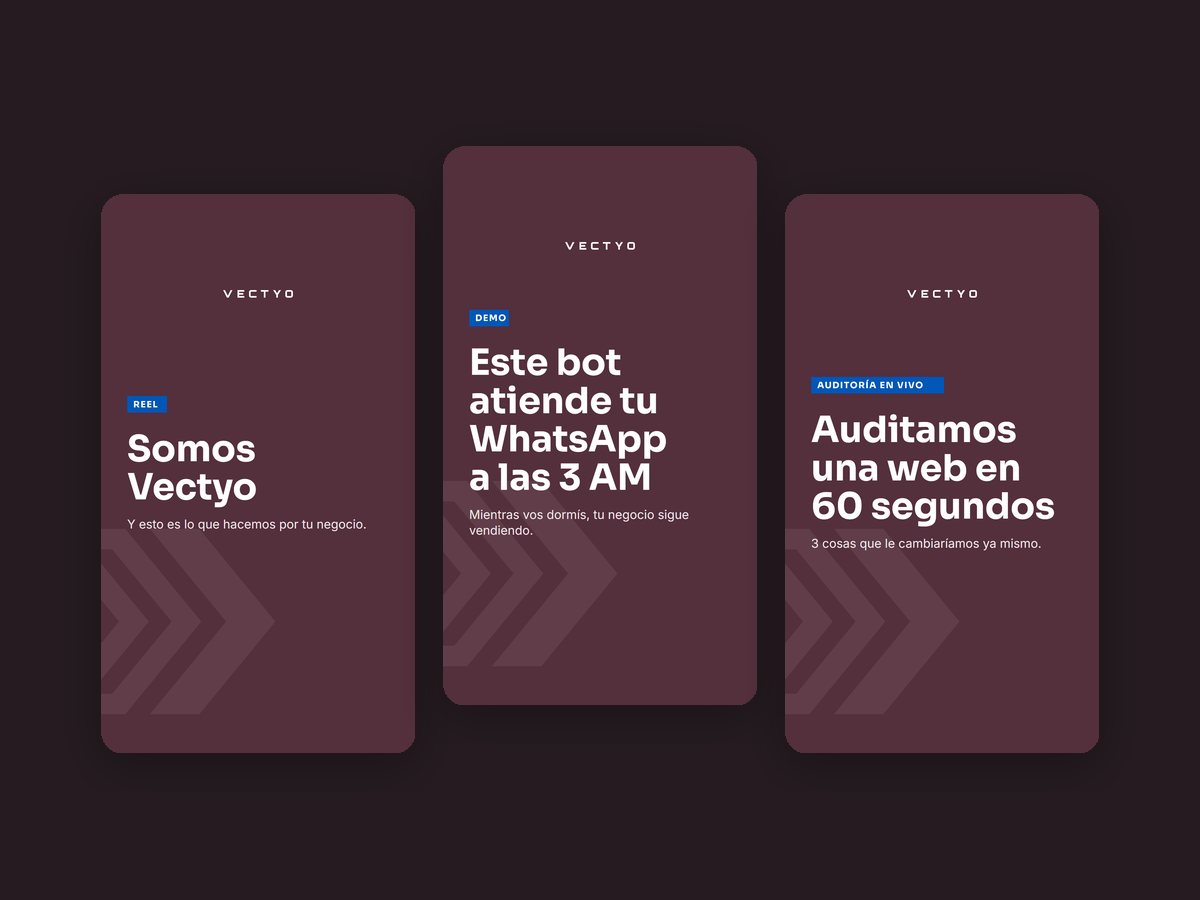 VECTYO
REEL
Somos
Vectyo
Y esto es lo que hacemos por tu negocio.
VECTYO
DEMO
Este bot
atiende tu
WhatsApp
a las 3 AM
Mientras vos dormís, tu negocio sigue
vendiendo.
VECTYO
AUDITORÍA EN VIVO
Auditamos
una web en
60 segundos
3 cosas que le cambiaríamos ya mismo.